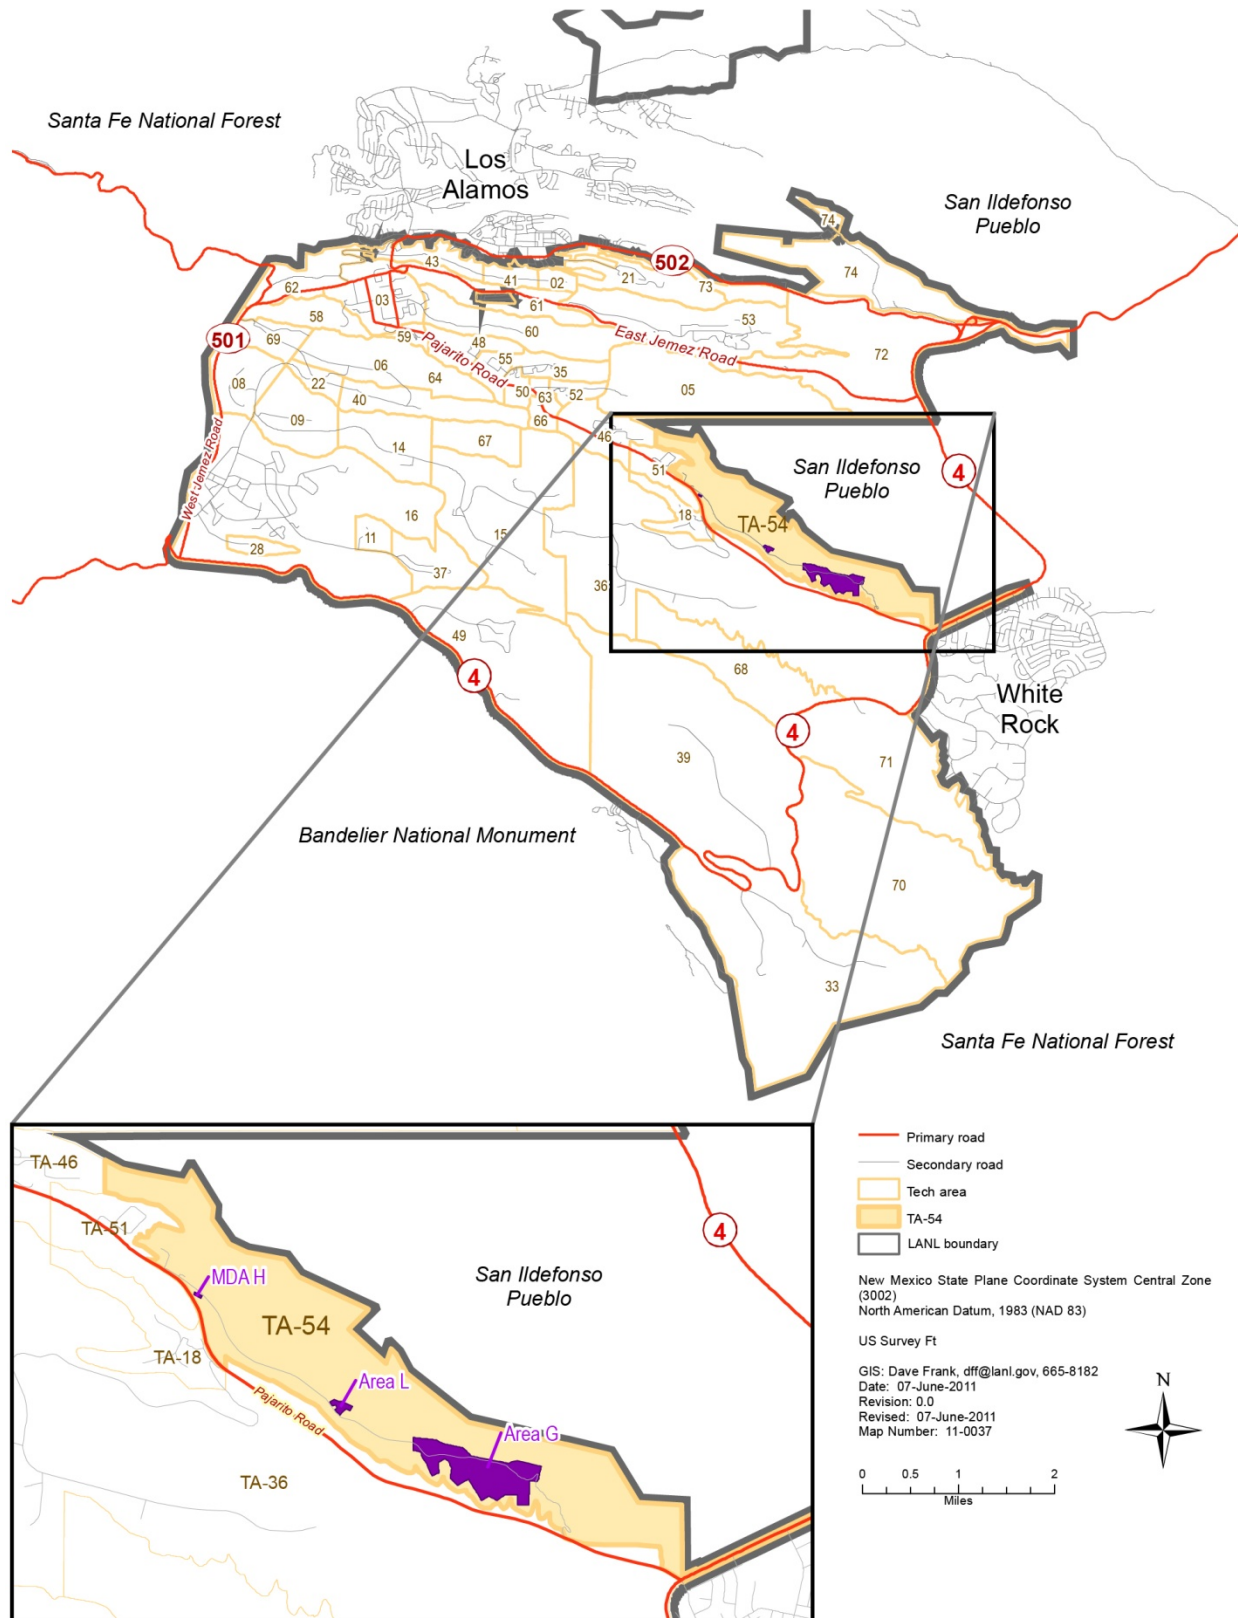 Santa Fe National Forest
Los
Alamos
San Ildefonso
Pueblo
74
74
502
43
41
02
21
73
62
03
61
53
58
60
501
69
59
48
East Jemez Road
72
Pajarito Road
55
06
35
08
22
64
50
63
52
05
40
09
66
46
67
14
51
San Ildefonso
Pueblo
4
West Jemez Road
16
18
TA-54
15
11
28
37
36
49
68
4
White
Rock
4
39
71
Bandelier National Monument
70
33
Santa Fe National Forest
TA-46
TA-51
4
MDA H
San Ildefonso
Pueblo
TA-54
TA-18
Area L
Pajarito Road
Area G
TA-36
Primary road
Secondary road
Tech area
TA-54
LANL boundary
New Mexico State Plane Coordinate System Central Zone
(3002)
North American Datum, 1983 (NAD 83)
US Survey Ft
GIS: Dave Frank, dff@lanl.gov, 665-8182
Date: 07-June-2011
Revision: 0.0
Revised: 07-June-2011
Map Number: 11-0037
N
0 0.5 1 2
Miles